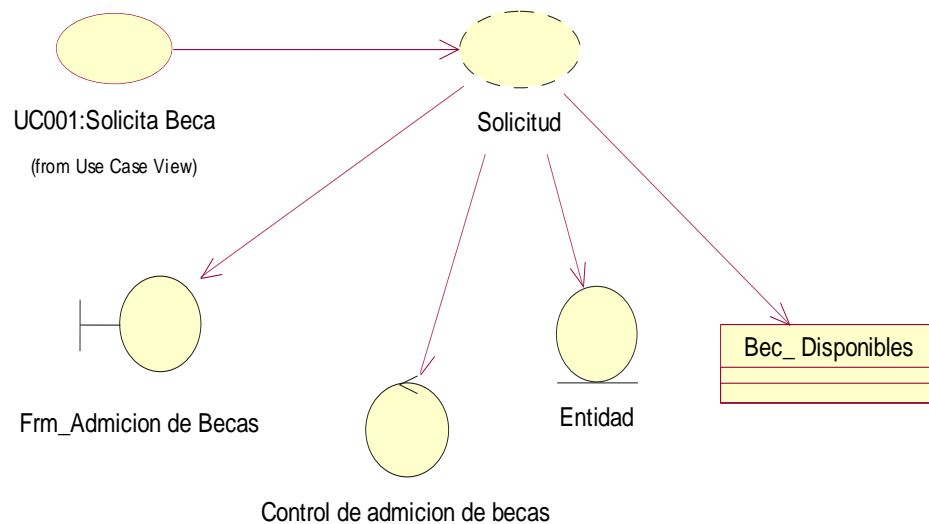 UC001:Solicita Beca
(from Use Case View)
Solicitud
Frm_Admicion de Becas
Control de admicion de becas
Entidad
Bec_ Disponibles